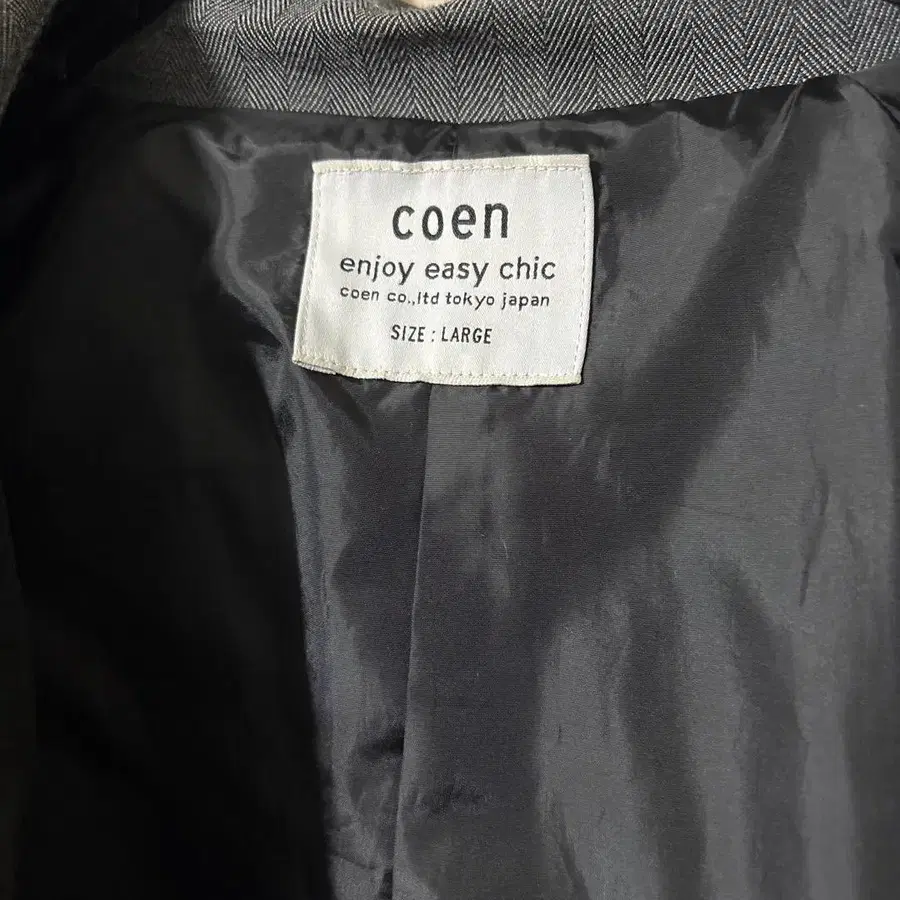 coen
enjoy easy chic
coen co.,ltd tokyo japan
SIZE : LARGE